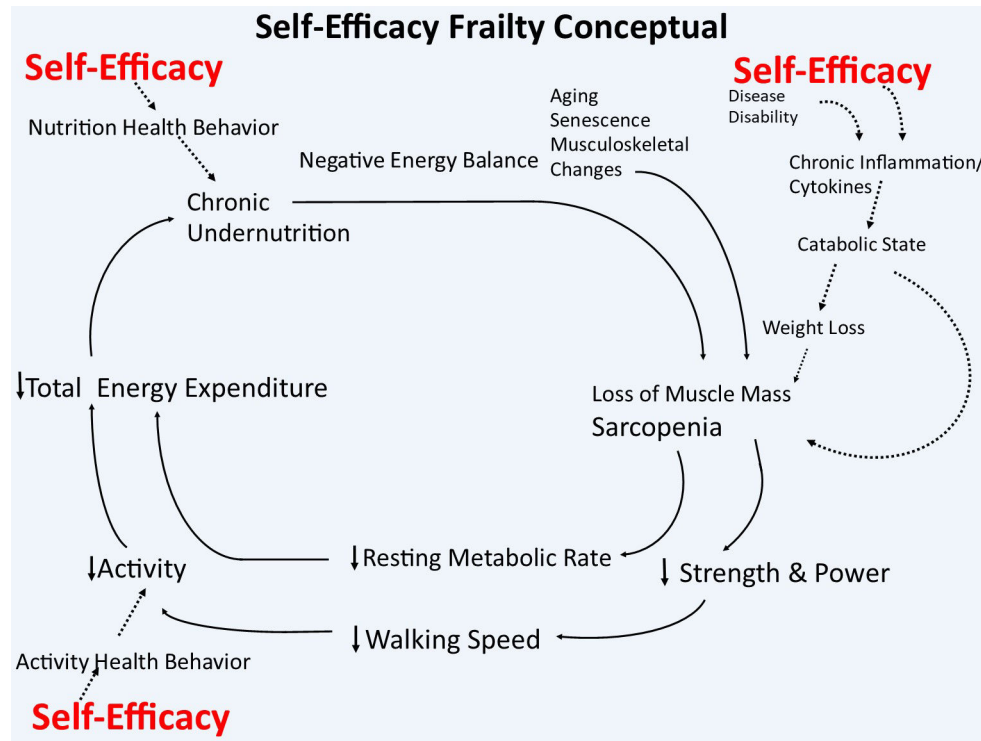 Self-Efficacy Frailty Conceptual
Self-Efficacy
Nutrition Health Behavior
Chronic
Undernutrition
Negative Energy Balance
Aging
Senescence
Musculoskeletal
Changes
Self-Efficacy
Disease
Disability
Chronic Inflammation/
Cytokines
Catabolic State
Weight Loss
Loss of Muscle Mass
Sarcopenia
↓Total Energy Expenditure
↓Resting Metabolic Rate
↓ Strength & Power
↓Activity
↓Walking Speed
Activity Health Behavior
Self-Efficacy